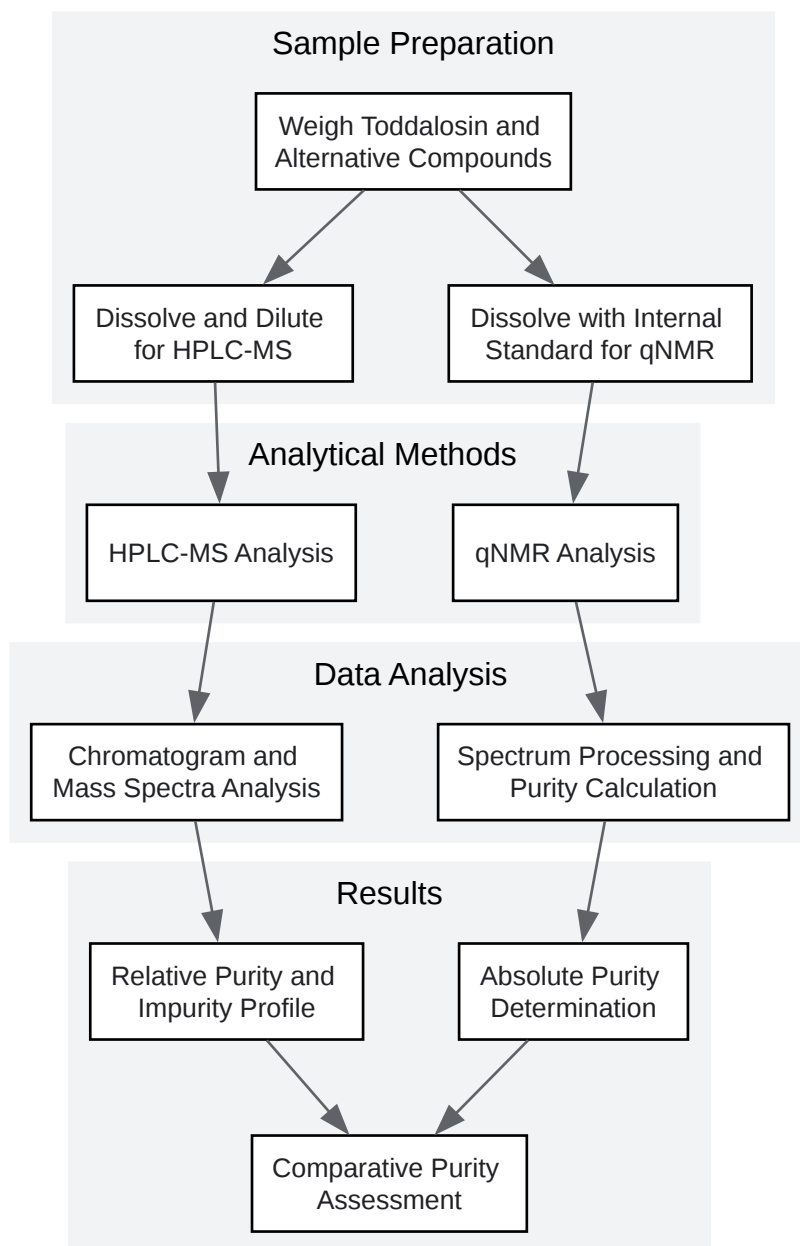 Sample Preparation
Weigh Toddalosin and
Alternative Compounds
Dissolve and Dilute
for HPLC-MS
Dissolve with Internal
Standard for qNMR
Analytical Methods
HPLC-MS Analysis
qNMR Analysis
Data Analysis
Chromatogram and
Mass Spectra Analysis
Spectrum Processing and
Purity Calculation
Results
Relative Purity and
Impurity Profile
Absolute Purity
Determination
Comparative Purity
Assessment